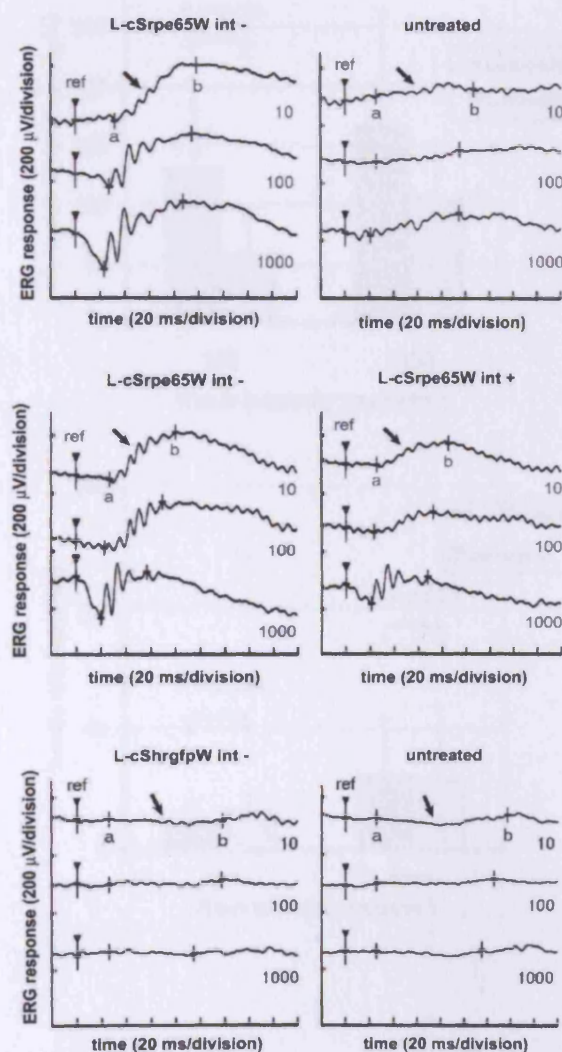 L-cSrpe65W int - untreated
ERG response (200 µV/division)
ref ref
a b 10 a b 10
100 100
1000 1000
time (20 ms/division) time (20 ms/division)
L-cSrpe65W int - L-cSrpe65W int +
ERG response (200 µV/division)
ref ref
a b 10 a b 10
100 100
1000 1000
time (20 ms/division) time (20 ms/division)
L-cShrgfpW int - untreated
ERG response (200 µV/division)
ref ref
a b 10 a b 10
100 100
1000 1000
time (20 ms/division) time (20 ms/division)